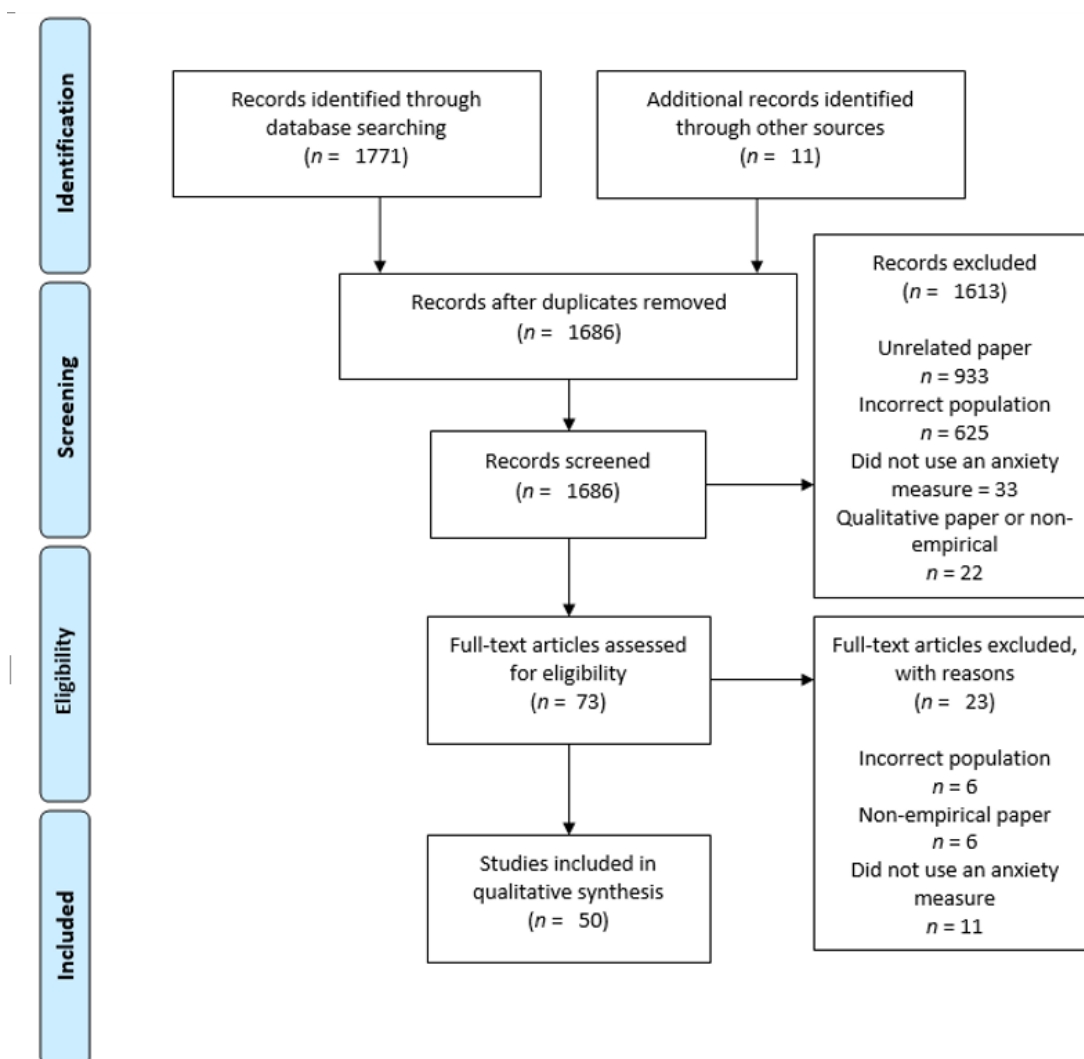 Identification
Records identified through
database searching
(n = 1771)
Additional records identified
through other sources
(n = 11)
Screening
Records after duplicates removed
(n = 1686)
Records screened
(n = 1686)
Records excluded
(n = 1613)
Unrelated paper
n = 933
Incorrect population
n = 625
Did not use an anxiety
measure = 33
Qualitative paper or non-
empirical
n = 22
Eligibility
Full-text articles assessed
for eligibility
(n = 73)
Full-text articles excluded,
with reasons
(n = 23)
Incorrect population
n = 6
Non-empirical paper
n = 6
Did not use an anxiety
measure
n = 11
Included
Studies included in
qualitative synthesis
(n = 50)